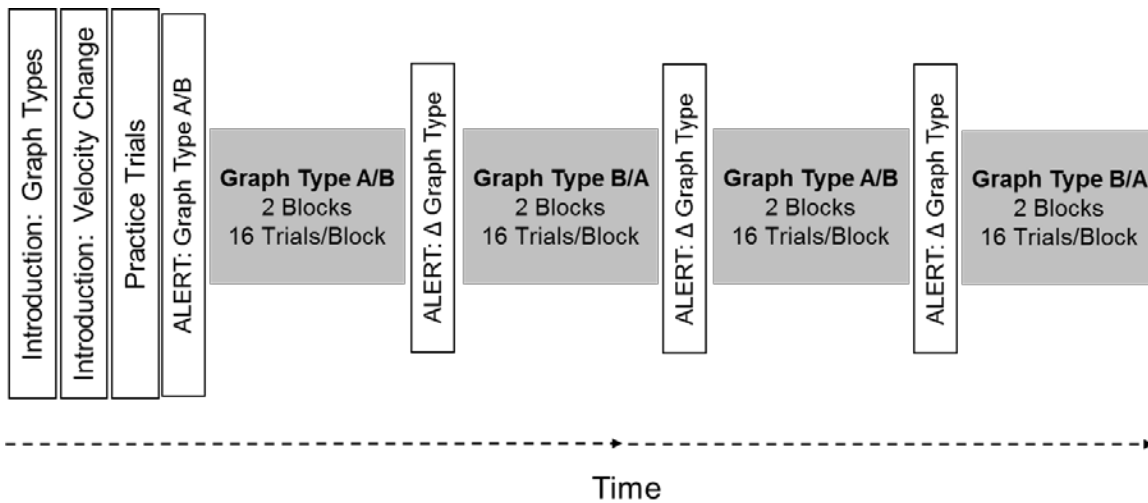 Introduction: Graph Types
Introduction: Velocity Change
Practice Trials
ALERT: Graph Type A/B
Graph Type A/B
2 Blocks
16 Trials/Block
ALERT: Δ Graph Type
Graph Type B/A
2 Blocks
16 Trials/Block
ALERT: Δ Graph Type
Graph Type A/B
2 Blocks
16 Trials/Block
ALERT: Δ Graph Type
Graph Type B/A
2 Blocks
16 Trials/Block
Time